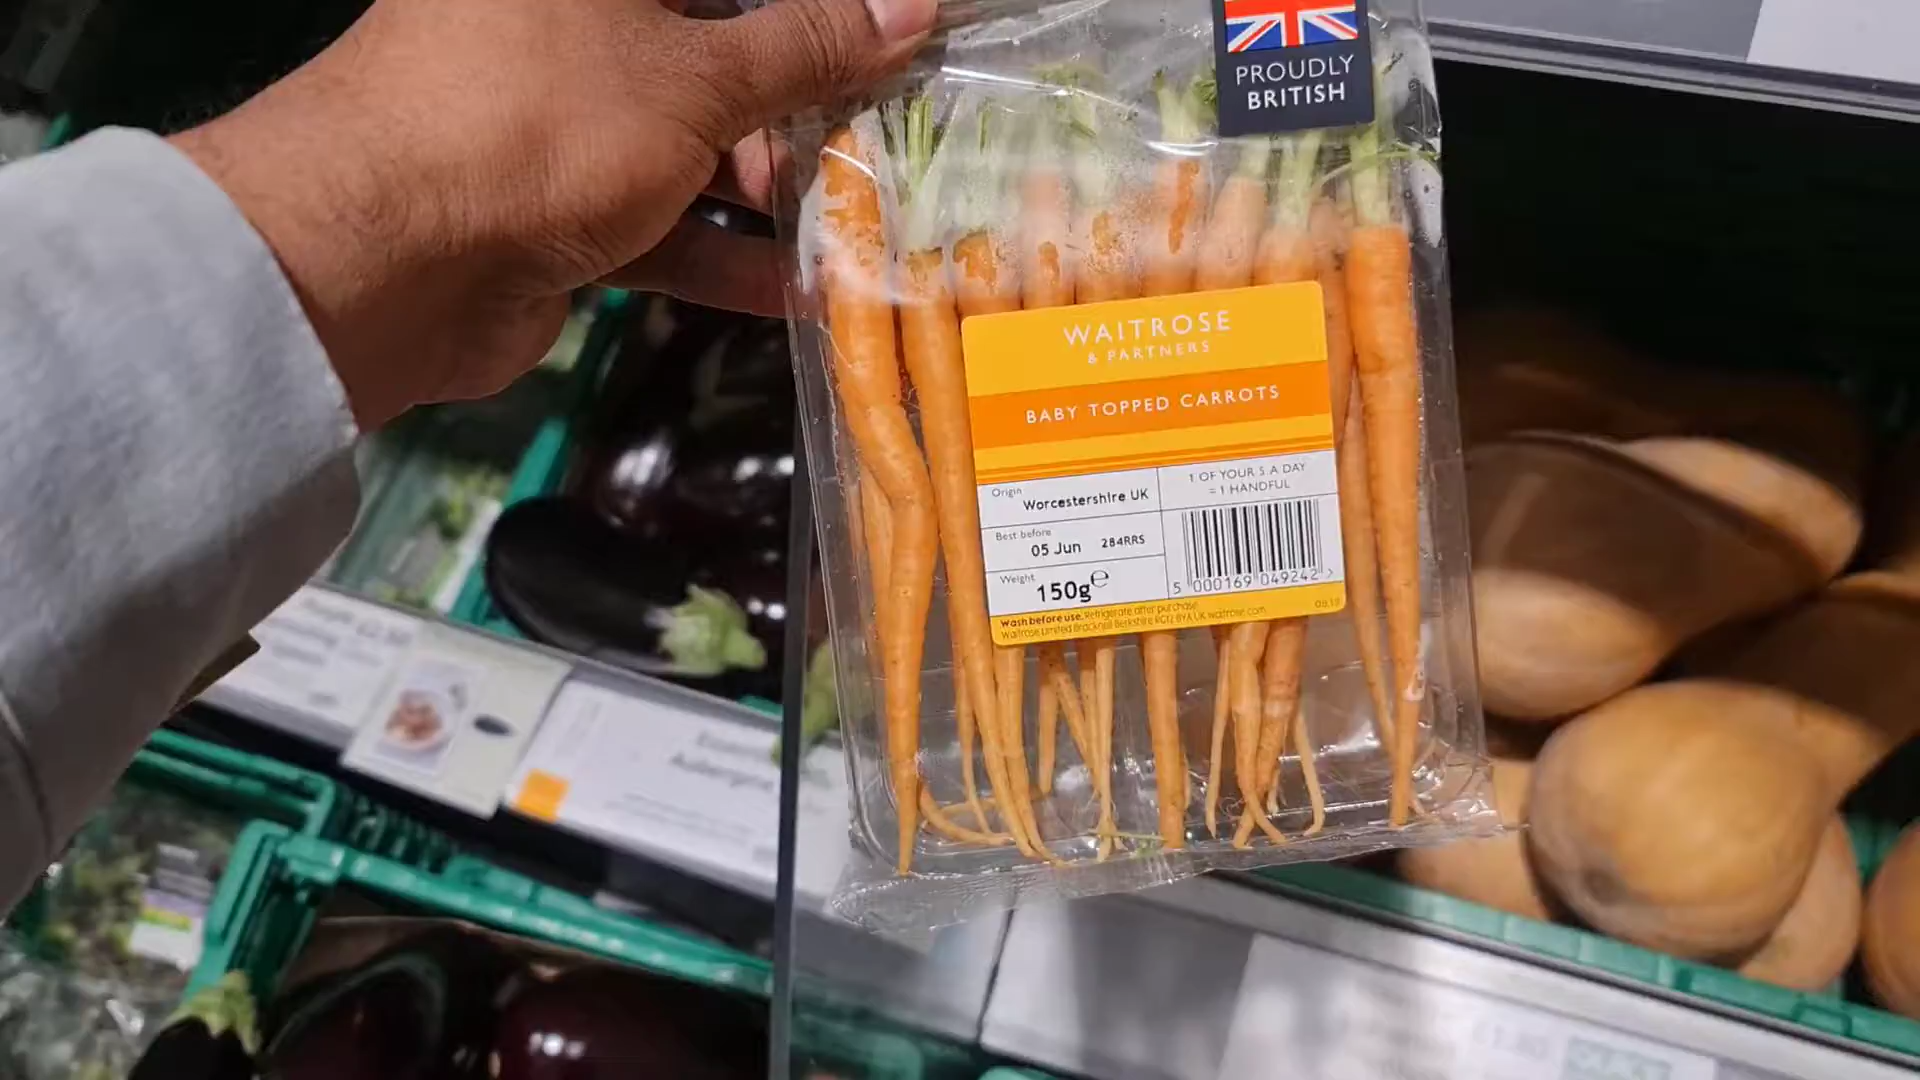 PROUDLY
BRITISH
WAITROSE
& PARTNERS
BABY TOPPED CARROTS
Origin
Worcestershire UK
1 OF YOUR 5 A DAY
= 1 HANDFUL
Best before
05 Jun 284RRS
Weight
150g℮
5 000169 049242 >
Wash before use. Refrigerate after purchase
Waitrose Limited Bracknell Berkshire RG12 8YA UK waitrose.com
08.19